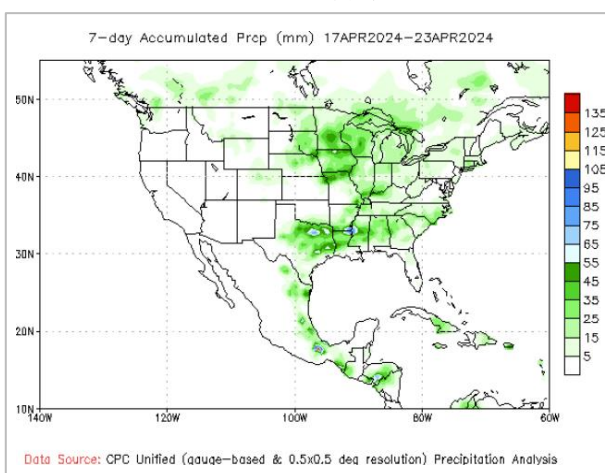 7-day Accumulated Prcp (mm) 17APR2024-23APR2024
50N
40N
30N
20N
10N
140W 120W 100W 80W 60W
135
125
115
105
95
85
75
65
55
45
35
25
15
5
Data Source: CPC Unified (gauge-based & 0.5x0.5 deg resolution) Precipitation Analysis